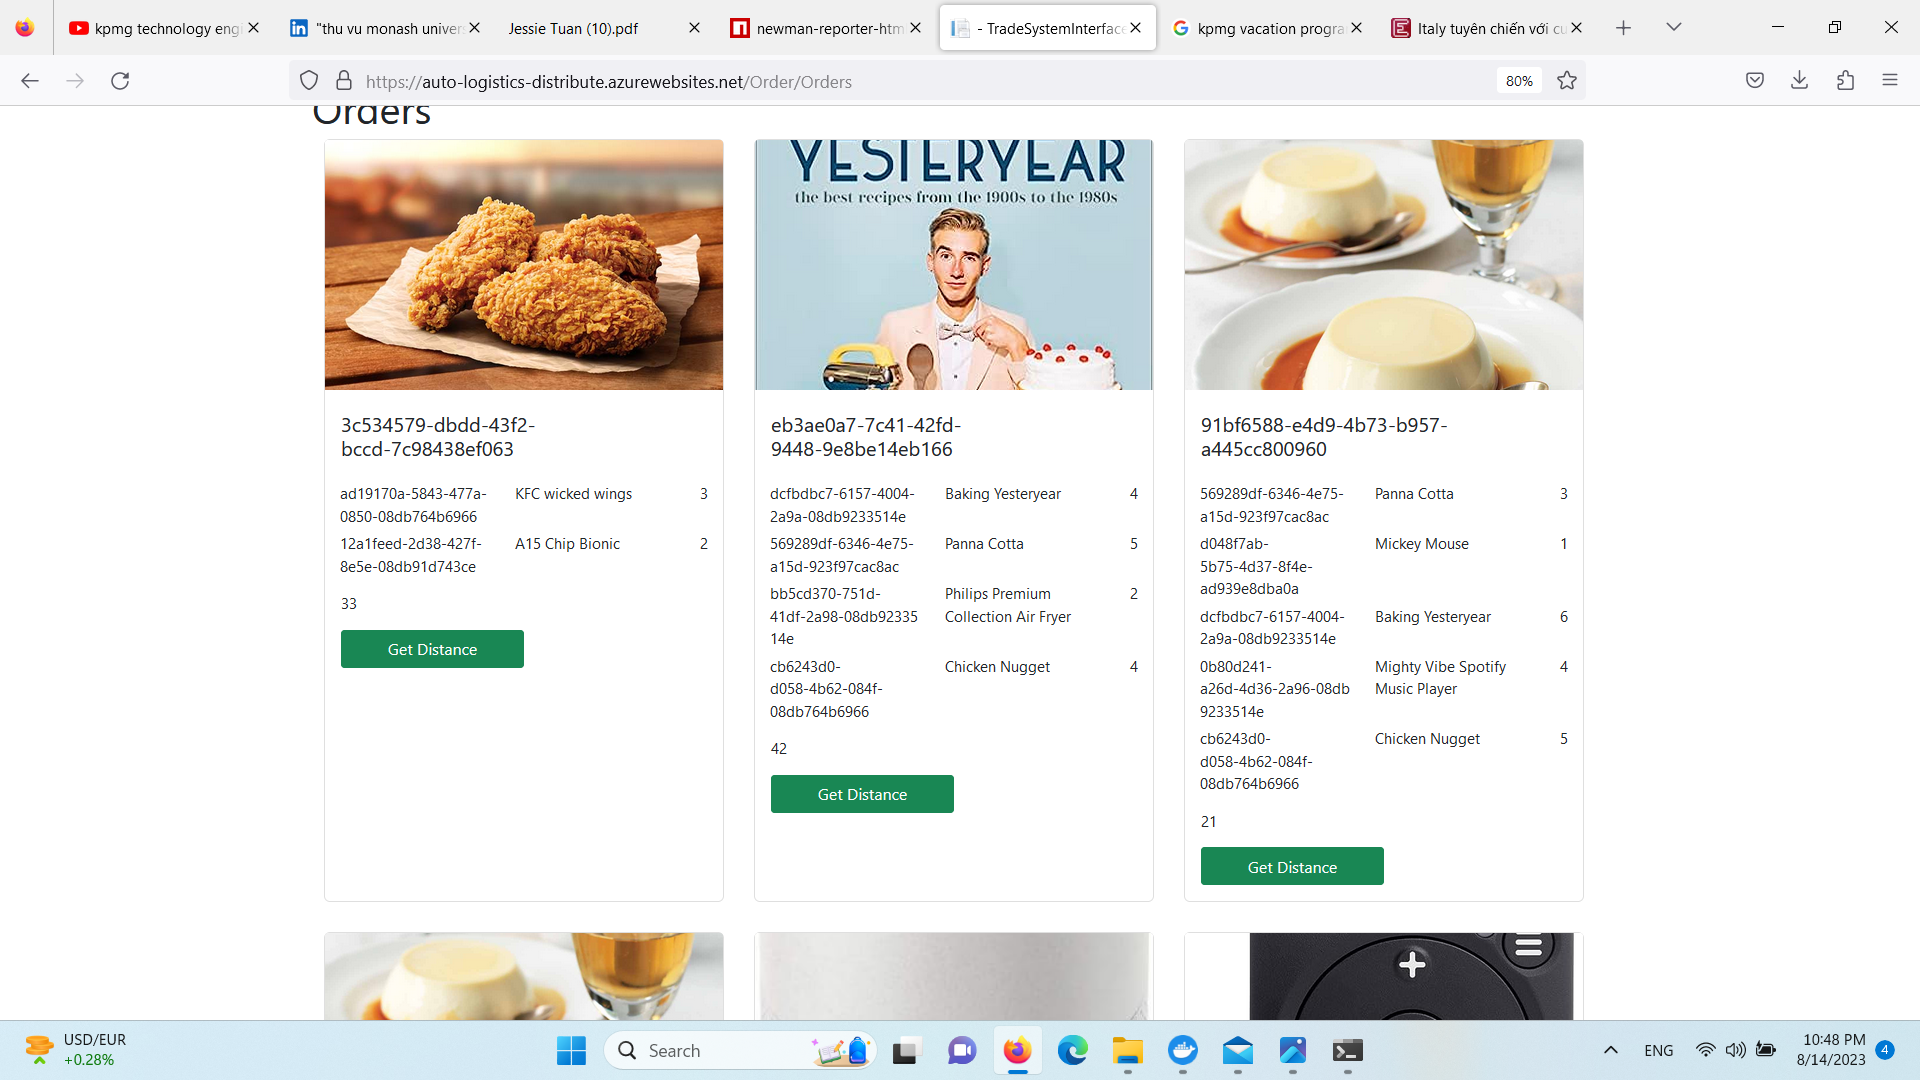 kpmg technology engi
"thu vu monash univers
Jessie Tuan (10).pdf
newman-reporter-htm
- TradeSystemInterface
kpmg vacation progra
Italy tuyên chiến với cu
https://auto-logistics-distribute.azurewebsites.net/Order/Orders
80%
Orders
YESTERYEAR
the best recipes from the 1900s to the 1980s
3c534579-dbdd-43f2-
bccd-7c98438ef063
ad19170a-5843-477a-
0850-08db764b6966
KFC wicked wings
3
12a1feed-2d38-427f-
8e5e-08db91d743ce
A15 Chip Bionic
2
33
Get Distance
eb3ae0a7-7c41-42fd-
9448-9e8be14eb166
dcfbdbc7-6157-4004-
2a9a-08db9233514e
Baking Yesteryear
4
569289df-6346-4e75-
a15d-923f97cac8ac
Panna Cotta
5
bb5cd370-751d-
41df-2a98-08db92335
14e
Philips Premium
Collection Air Fryer
2
cb6243d0-
d058-4b62-084f-
08db764b6966
Chicken Nugget
4
42
Get Distance
91bf6588-e4d9-4b73-b957-
a445cc800960
569289df-6346-4e75-
a15d-923f97cac8ac
Panna Cotta
3
d048f7ab-
5b75-4d37-8f4e-
ad939e8dba0a
Mickey Mouse
1
dcfbdbc7-6157-4004-
2a9a-08db9233514e
Baking Yesteryear
6
0b80d241-
a26d-4d36-2a96-08db
9233514e
Mighty Vibe Spotify
Music Player
4
cb6243d0-
d058-4b62-084f-
08db764b6966
Chicken Nugget
5
21
Get Distance
USD/EUR
+0.28%
Search
ENG
10:48 PM
8/14/2023
4